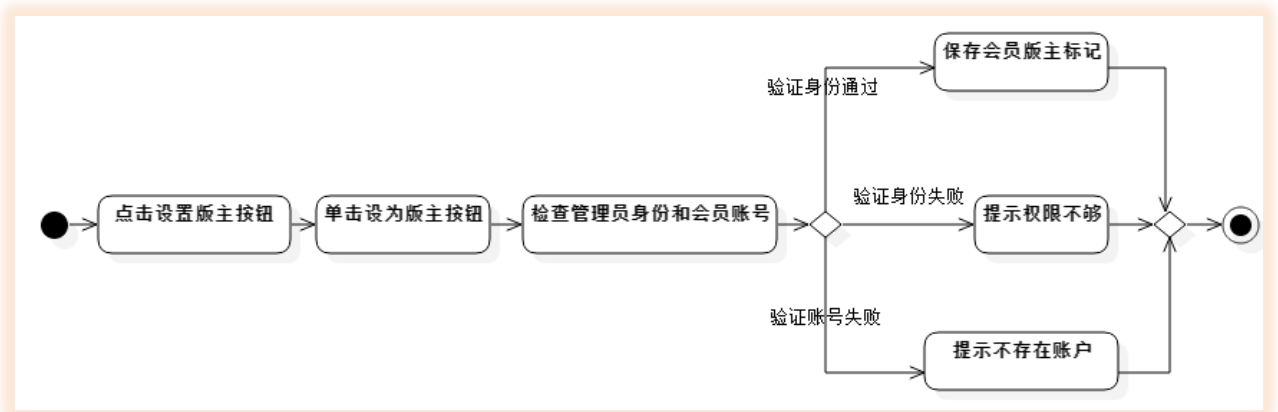 保存会员版主标记
验证身份通过
验证身份失败
点击设置版主按钮
单击设为版主按钮
检查管理员身份和会员账号
提示权限不够
验证账号失败
提示不存在账户